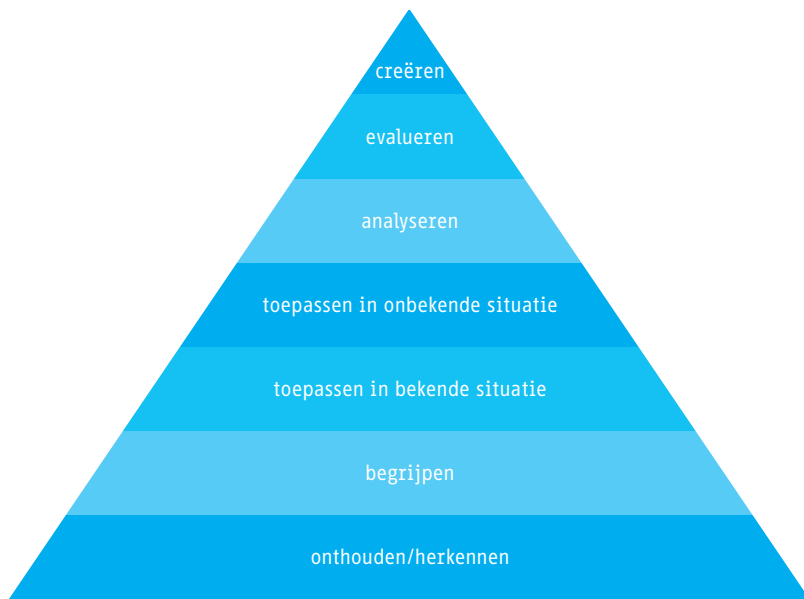 creëren
evalueren
analyseren
toepassen in onbekende situatie
toepassen in bekende situatie
begrijpen
onthouden/herkennen